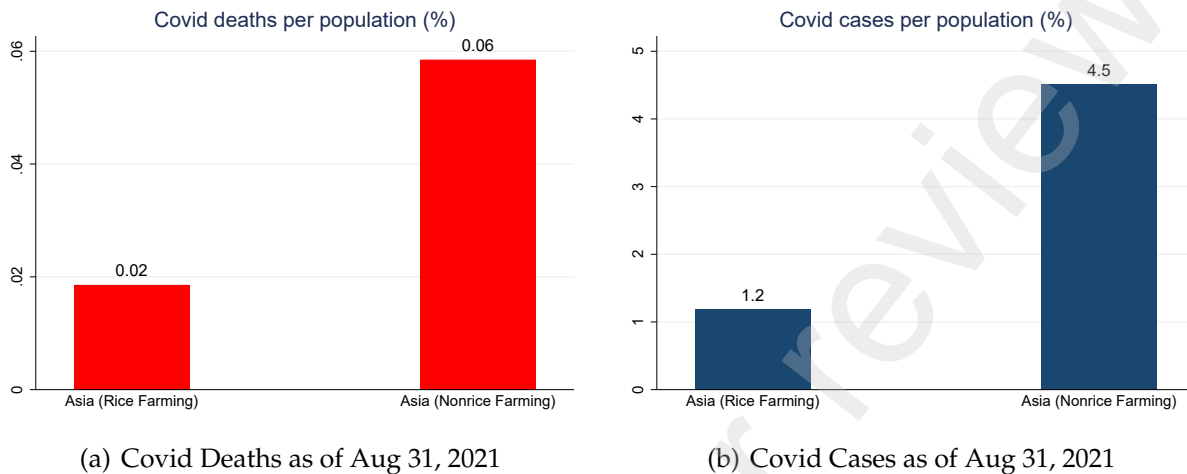 Covid deaths per population (%)
.06
.04
.02
0
0.02
0.06
Asia (Rice Farming)
Asia (Nonrice Farming)
(a) Covid Deaths as of Aug 31, 2021
Covid cases per population (%)
5
4
3
2
1
0
1.2
4.5
Asia (Rice Farming)
Asia (Nonrice Farming)
(b) Covid Cases as of Aug 31, 2021
r review